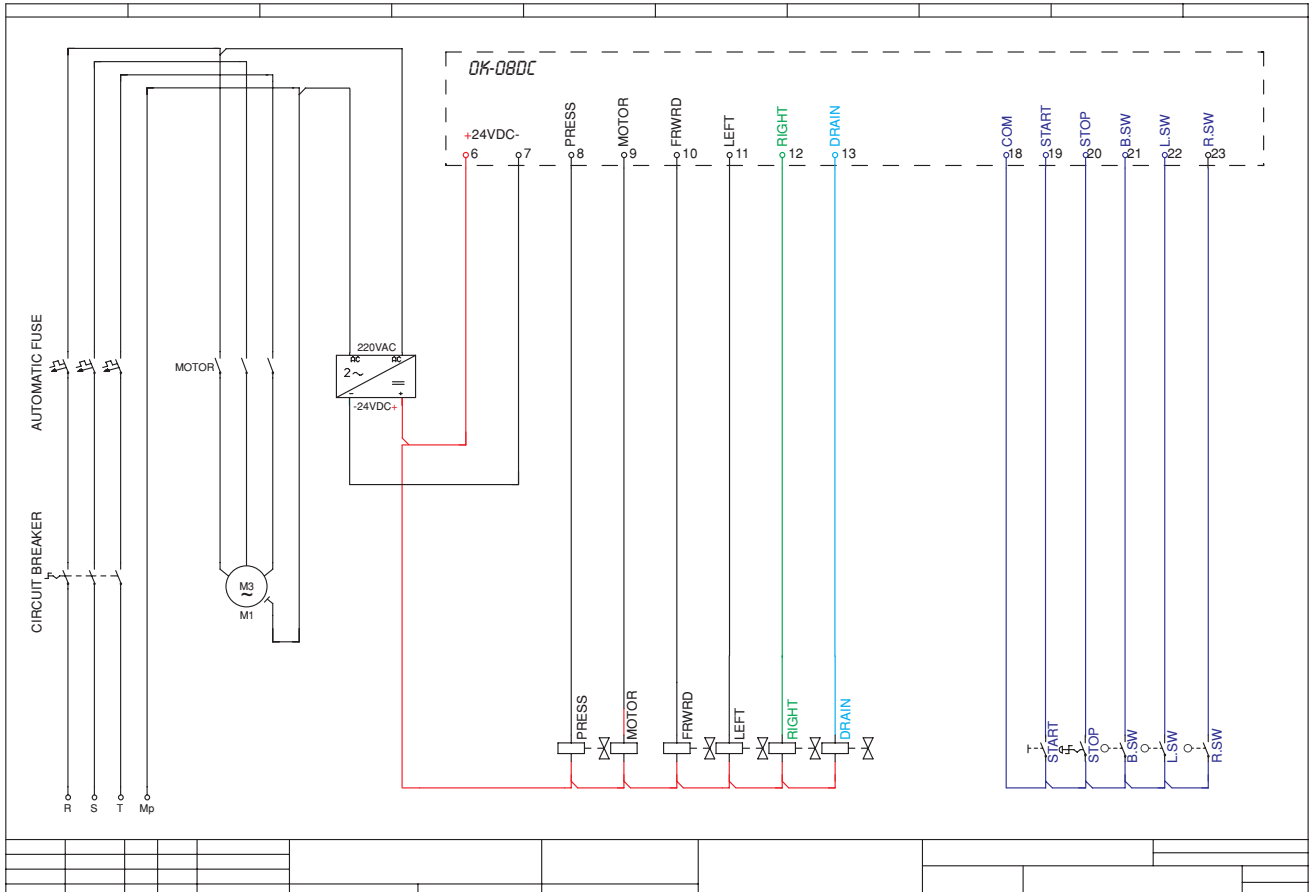 OK-08DC
+24VDC-
PRESS
MOTOR
FRWRD
LEFT
RIGHT
DRAIN
COM
START
STOP
B.SW
L.SW
R.SW
6
7
8
9
10
11
12
13
18
19
20
21
22
23
AUTOMATIC FUSE
MOTOR
220VAC
AC
AC
2~
-
+
-24VDC+
CIRCUIT BREAKER
M3
~
M1
PRESS
MOTOR
FRWRD
LEFT
RIGHT
DRAIN
START
STOP
B.SW
L.SW
R.SW
R
S
T
Mp